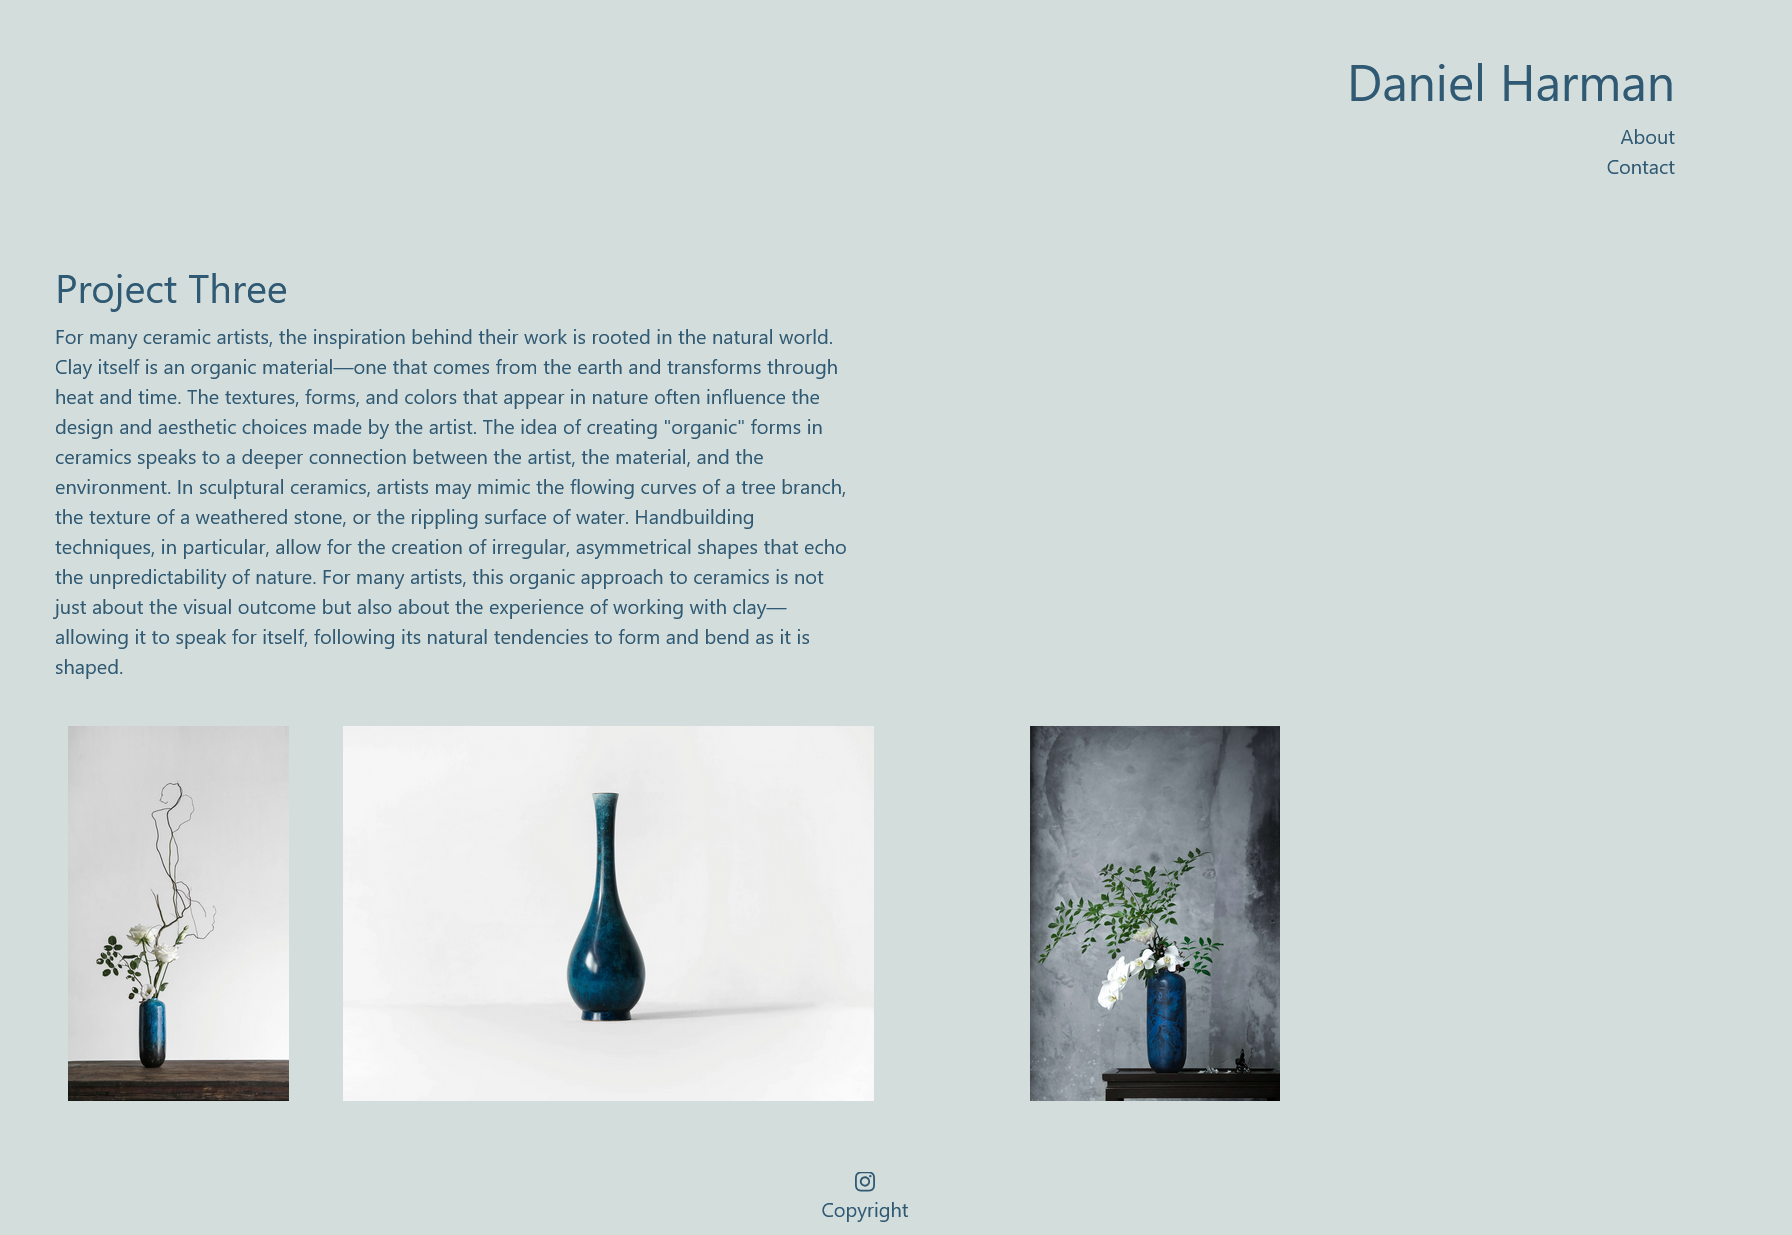 Daniel Harman
About
Contact
Project Three
For many ceramic artists, the inspiration behind their work is rooted in the natural world.
Clay itself is an organic material—one that comes from the earth and transforms through
heat and time. The textures, forms, and colors that appear in nature often influence the
design and aesthetic choices made by the artist. The idea of creating "organic" forms in
ceramics speaks to a deeper connection between the artist, the material, and the
environment. In sculptural ceramics, artists may mimic the flowing curves of a tree branch,
the texture of a weathered stone, or the rippling surface of water. Handbuilding
techniques, in particular, allow for the creation of irregular, asymmetrical shapes that echo
the unpredictability of nature. For many artists, this organic approach to ceramics is not
just about the visual outcome but also about the experience of working with clay—
allowing it to speak for itself, following its natural tendencies to form and bend as it is
shaped.
Copyright